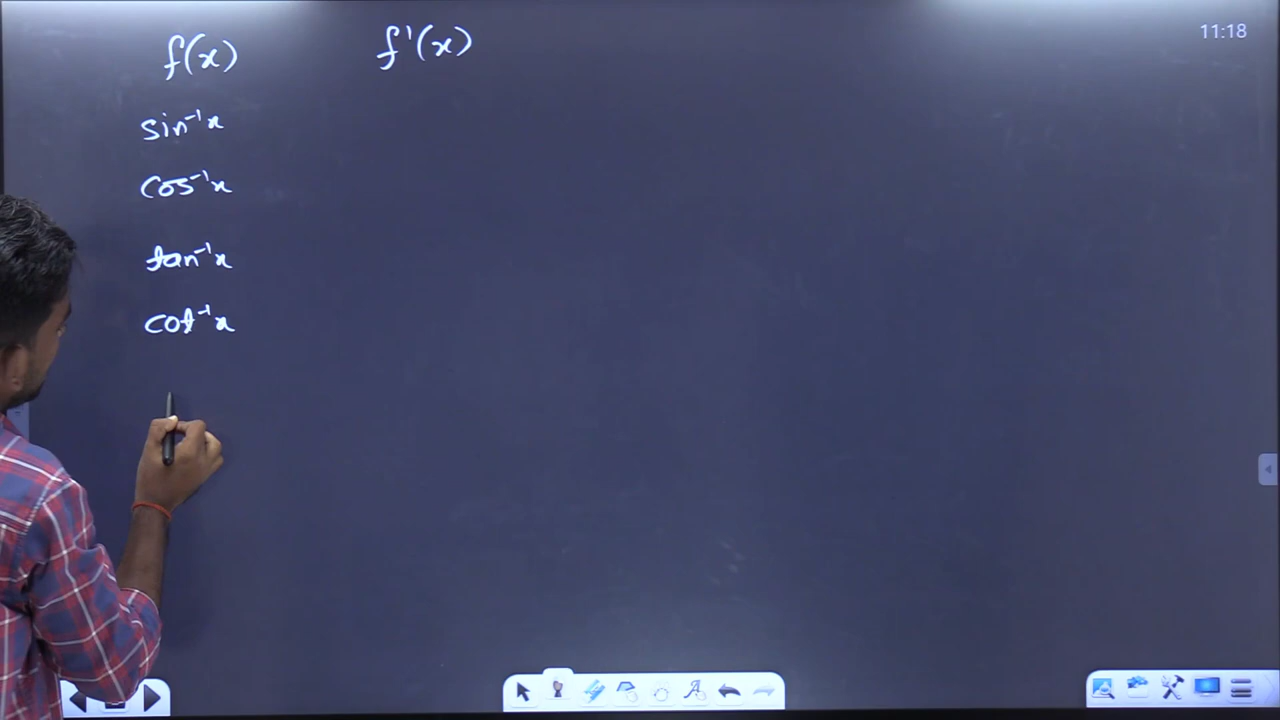 f(x) f'(x)
11:18
sin⁻¹x
cos⁻¹x
tan⁻¹x
cot⁻¹x